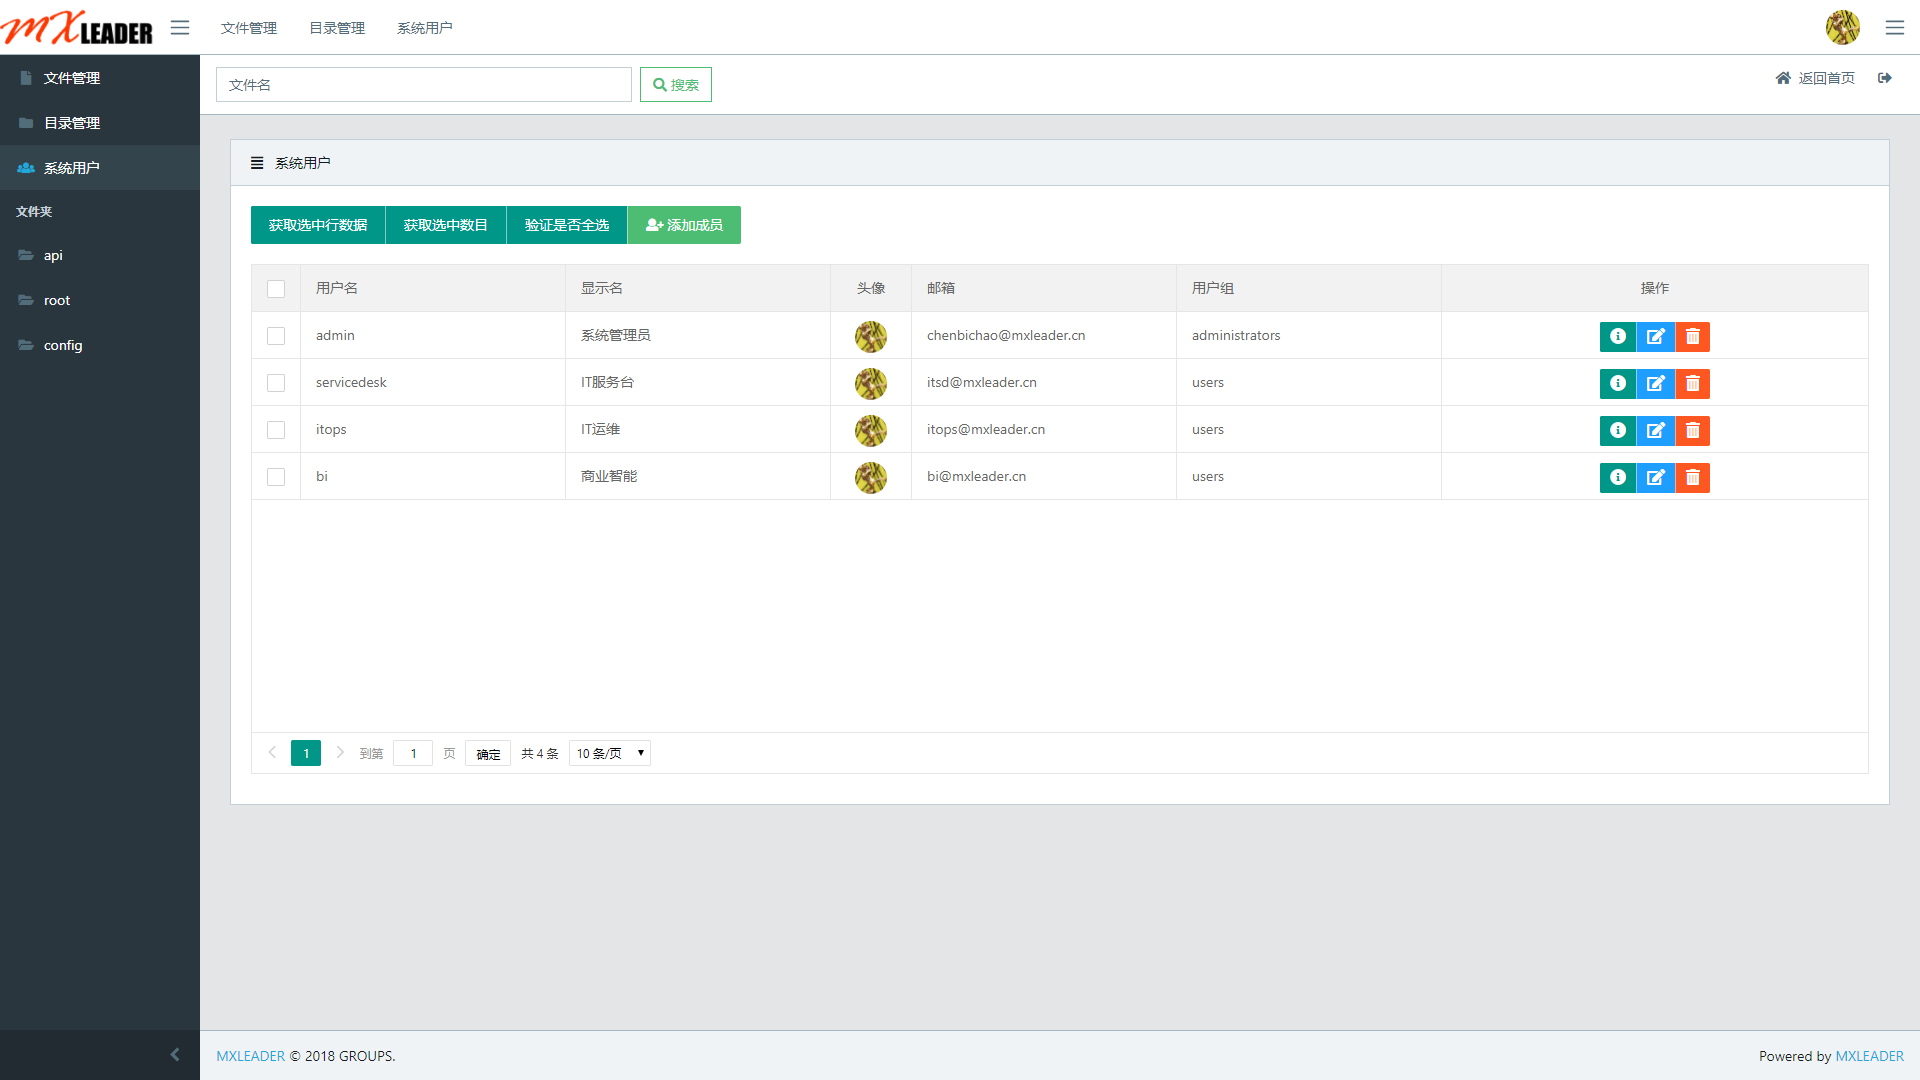 MXLEADER 文件管理 目录管理 系统用户
文件管理
目录管理
系统用户
文件夹
api
root
config
文件名 搜索 返回首页
系统用户
获取选中行数据 获取选中数目 验证是否全选 添加成员
用户名 显示名 头像 邮箱 用户组 操作
admin 系统管理员 chenbichao@mxleader.cn administrators
servicedesk IT服务台 itsd@mxleader.cn users
itops IT运维 itops@mxleader.cn users
bi 商业智能 bi@mxleader.cn users
1 到第 1 页 确定 共 4 条 10 条/页
MXLEADER © 2018 GROUPS. Powered by MXLEADER